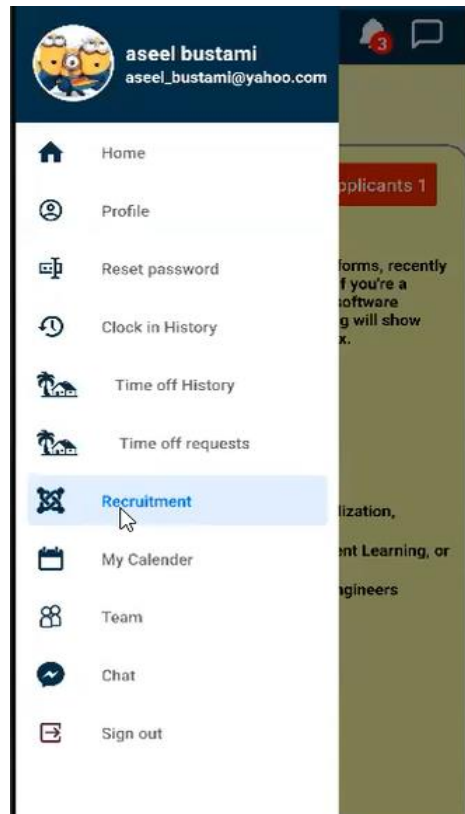 aseel bustami
aseel_bustami@yahoo.com
3
Home
Profile
Reset password
Clock in History
Time off History
Time off requests
Recruitment
My Calender
Team
Chat
Sign out
pplicants 1
forms, recently
f you're a
software
g will show
x.
lization,
ent Learning, or
ngineers